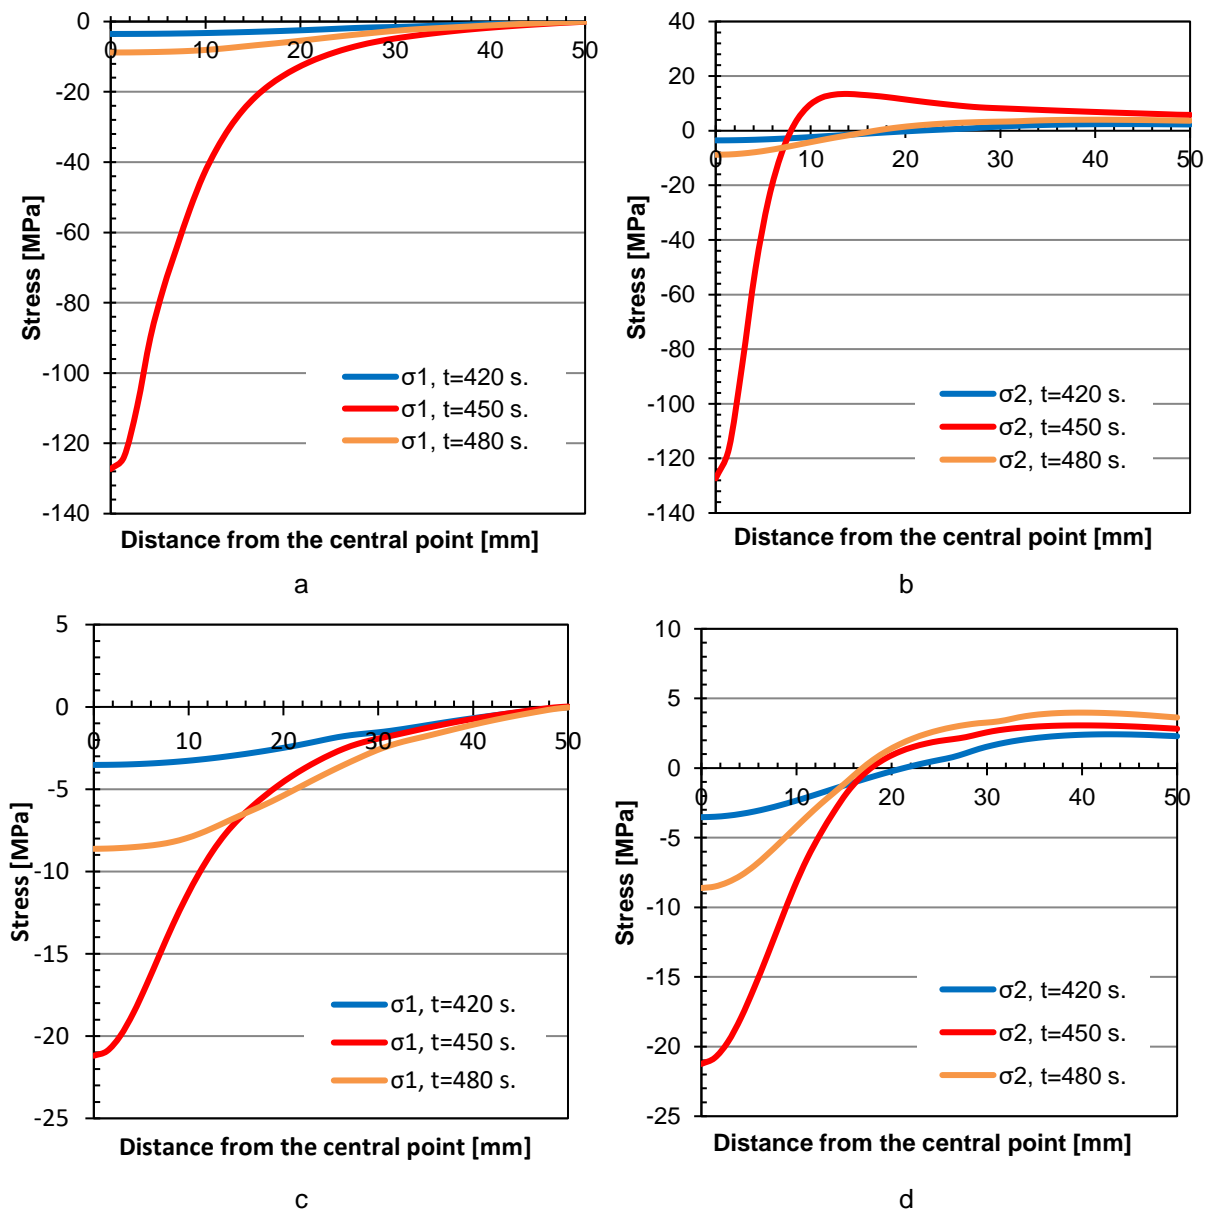 0
-20
-40
-60
-80
-100
-120
-140
0 10 20 30 40 50
Stress [MPa]
σ1, t=420 s.
σ1, t=450 s.
σ1, t=480 s.
Distance from the central point [mm]
a
40
20
0
-20
-40
-60
-80
-100
-120
-140
0 10 20 30 40 50
Stress [MPa]
σ2, t=420 s.
σ2, t=450 s.
σ2, t=480 s.
Distance from the central point [mm]
b
5
0
-5
-10
-15
-20
-25
0 10 20 30 40 50
Stress [MPa]
σ1, t=420 s.
σ1, t=450 s.
σ1, t=480 s.
Distance from the central point [mm]
c
10
5
0
-5
-10
-15
-20
-25
0 10 20 30 40 50
Stress [MPa]
σ2, t=420 s.
σ2, t=450 s.
σ2, t=480 s.
Distance from the central point [mm]
d